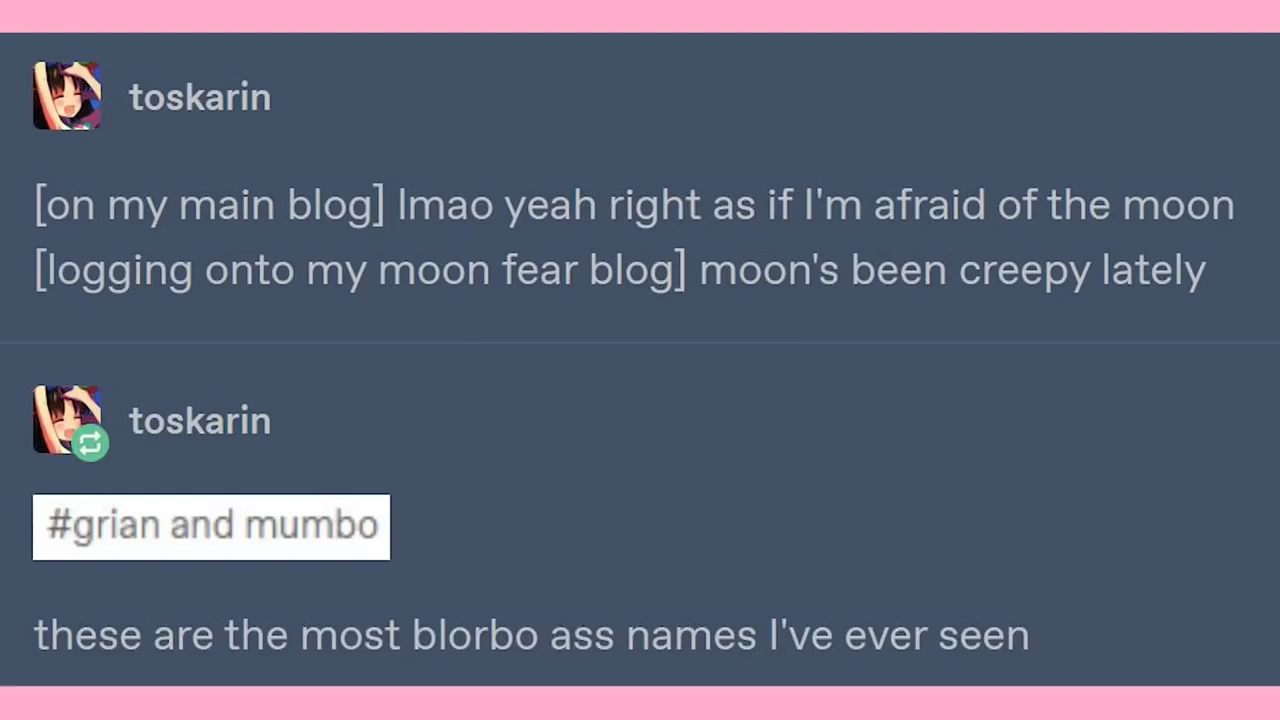 toskarin
[on my main blog] lmao yeah right as if I'm afraid of the moon
[logging onto my moon fear blog] moon's been creepy lately
toskarin
#grian and mumbo
these are the most blorbo ass names I've ever seen